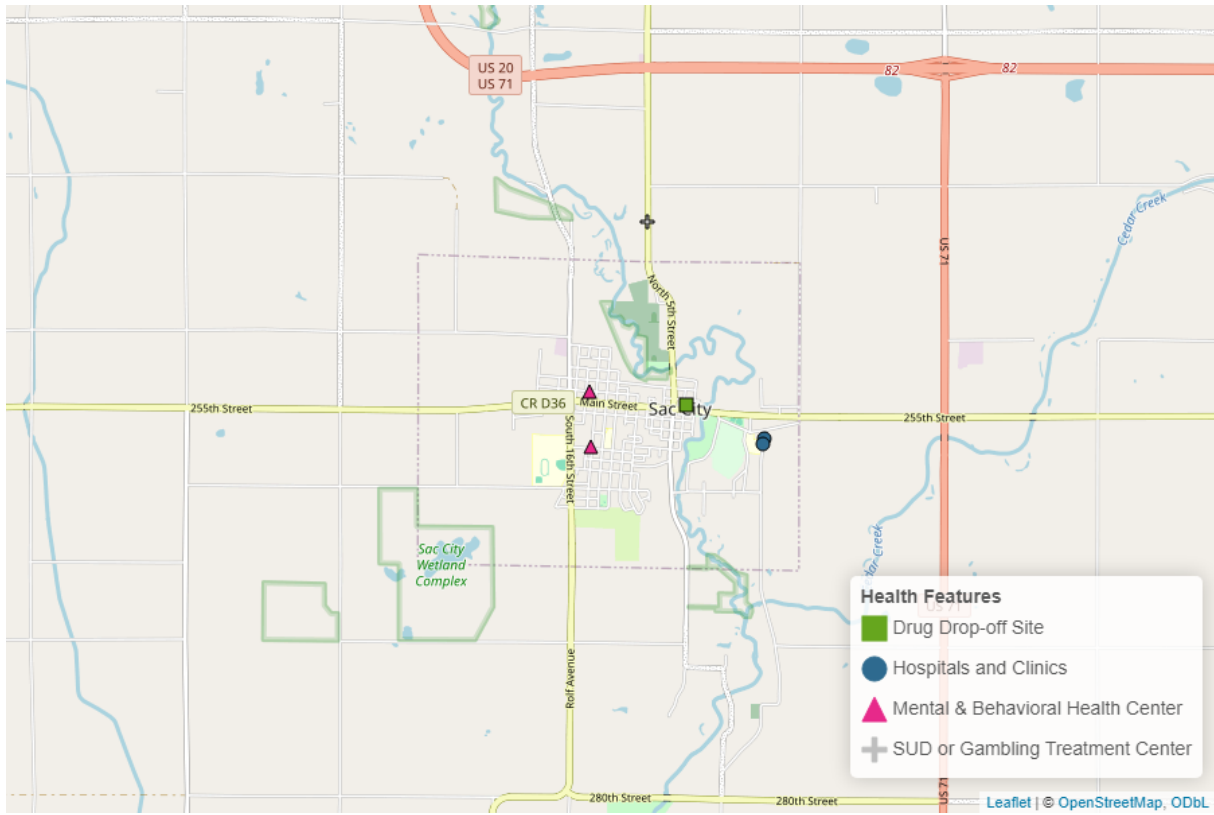 US 20
US 71
82
82
Cedar Creek
US 71
North 5th Street
CR D36
Main Street
Sac City
255th Street
255th Street
South 16th Street
Sac City
Wetland
Complex
Cedar Creek
US 71
Rolf Avenue
280th Street
280th Street
US 71
Health Features
Drug Drop-off Site
Hospitals and Clinics
Mental & Behavioral Health Center
SUD or Gambling Treatment Center
Leaflet | © OpenStreetMap, ODbL